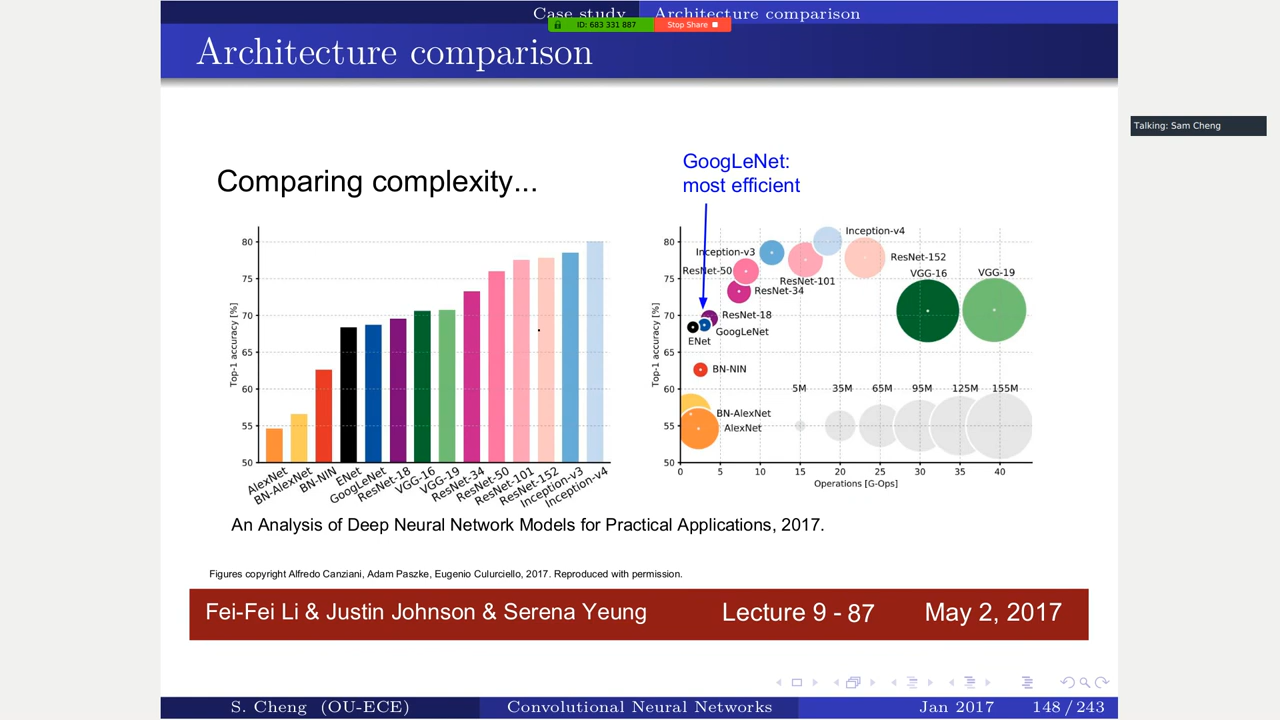 Case study Architecture comparison
ID: 683 331 887 Stop Share
Architecture comparison
Talking: Sam Cheng
GoogLeNet:
most efficient
Comparing complexity...
80
75
70
65
60
55
50
Top-1 accuracy [%]
AlexNet
BN-AlexNet
BN-NIN
ENet
GoogLeNet
ResNet-18
VGG-16
VGG-19
ResNet-34
ResNet-50
ResNet-101
ResNet-152
Inception-v3
Inception-v4
80
75
70
65
60
55
50
Top-1 accuracy [%]
Inception-v4
Inception-v3
ResNet-152
ResNet-50
VGG-16 VGG-19
ResNet-101
ResNet-34
ResNet-18
GoogLeNet
ENet
BN-NIN
5M 35M 65M 95M 125M 155M
BN-AlexNet
AlexNet
0 5 10 15 20 25 30 35 40
Operations [G-Ops]
An Analysis of Deep Neural Network Models for Practical Applications, 2017.
Figures copyright Alfredo Canziani, Adam Paszke, Eugenio Culurciello, 2017. Reproduced with permission.
Fei-Fei Li & Justin Johnson & Serena Yeung Lecture 9 - 87 May 2, 2017
S. Cheng (OU-ECE) Convolutional Neural Networks Jan 2017 148 / 243